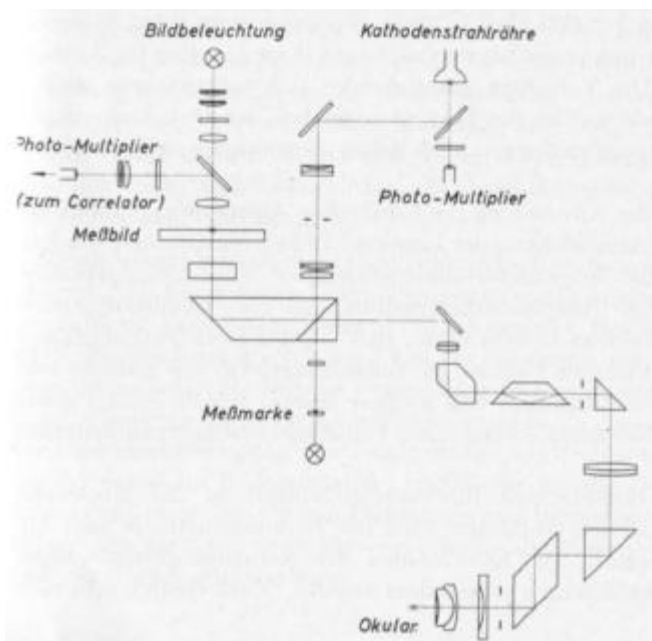 Bildbeleuchtung
Kathodenstrahlröhre
Photo-Multiplier
(zum Correlator)
Meßbild
Photo-Multiplier
Meßmarke
Okular